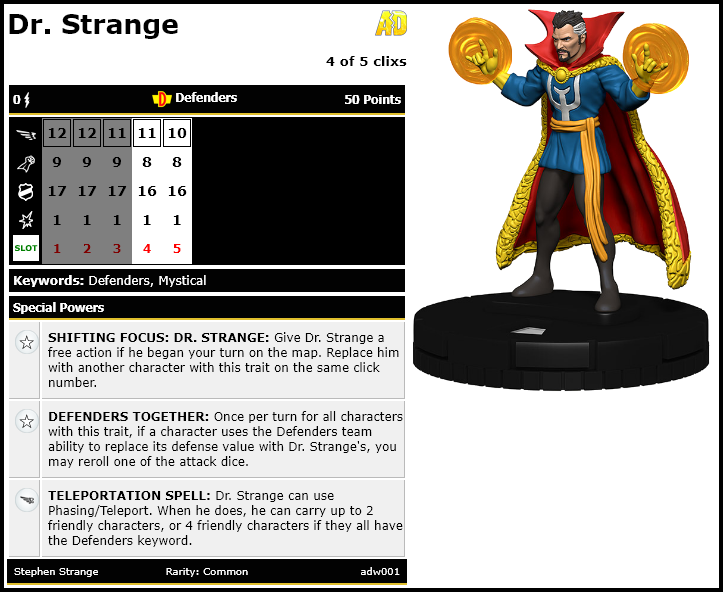 Dr. Strange
AD
4 of 5 clixs
0 D Defenders 50 Points
12 12 11 11 10
9 9 9 8 8
17 17 17 16 16
1 1 1 1 1
SLOT 1 2 3 4 5
Keywords: Defenders, Mystical
Special Powers
SHIFTING FOCUS: DR. STRANGE: Give Dr. Strange a
free action if he began your turn on the map. Replace him
with another character with this trait on the same click
number.
DEFENDERS TOGETHER: Once per turn for all characters
with this trait, if a character uses the Defenders team
ability to replace its defense value with Dr. Strange's, you
may reroll one of the attack dice.
TELEPORTATION SPELL: Dr. Strange can use
Phasing/Teleport. When he does, he can carry up to 2
friendly characters, or 4 friendly characters if they all have
the Defenders keyword.
Stephen Strange Rarity: Common adw001